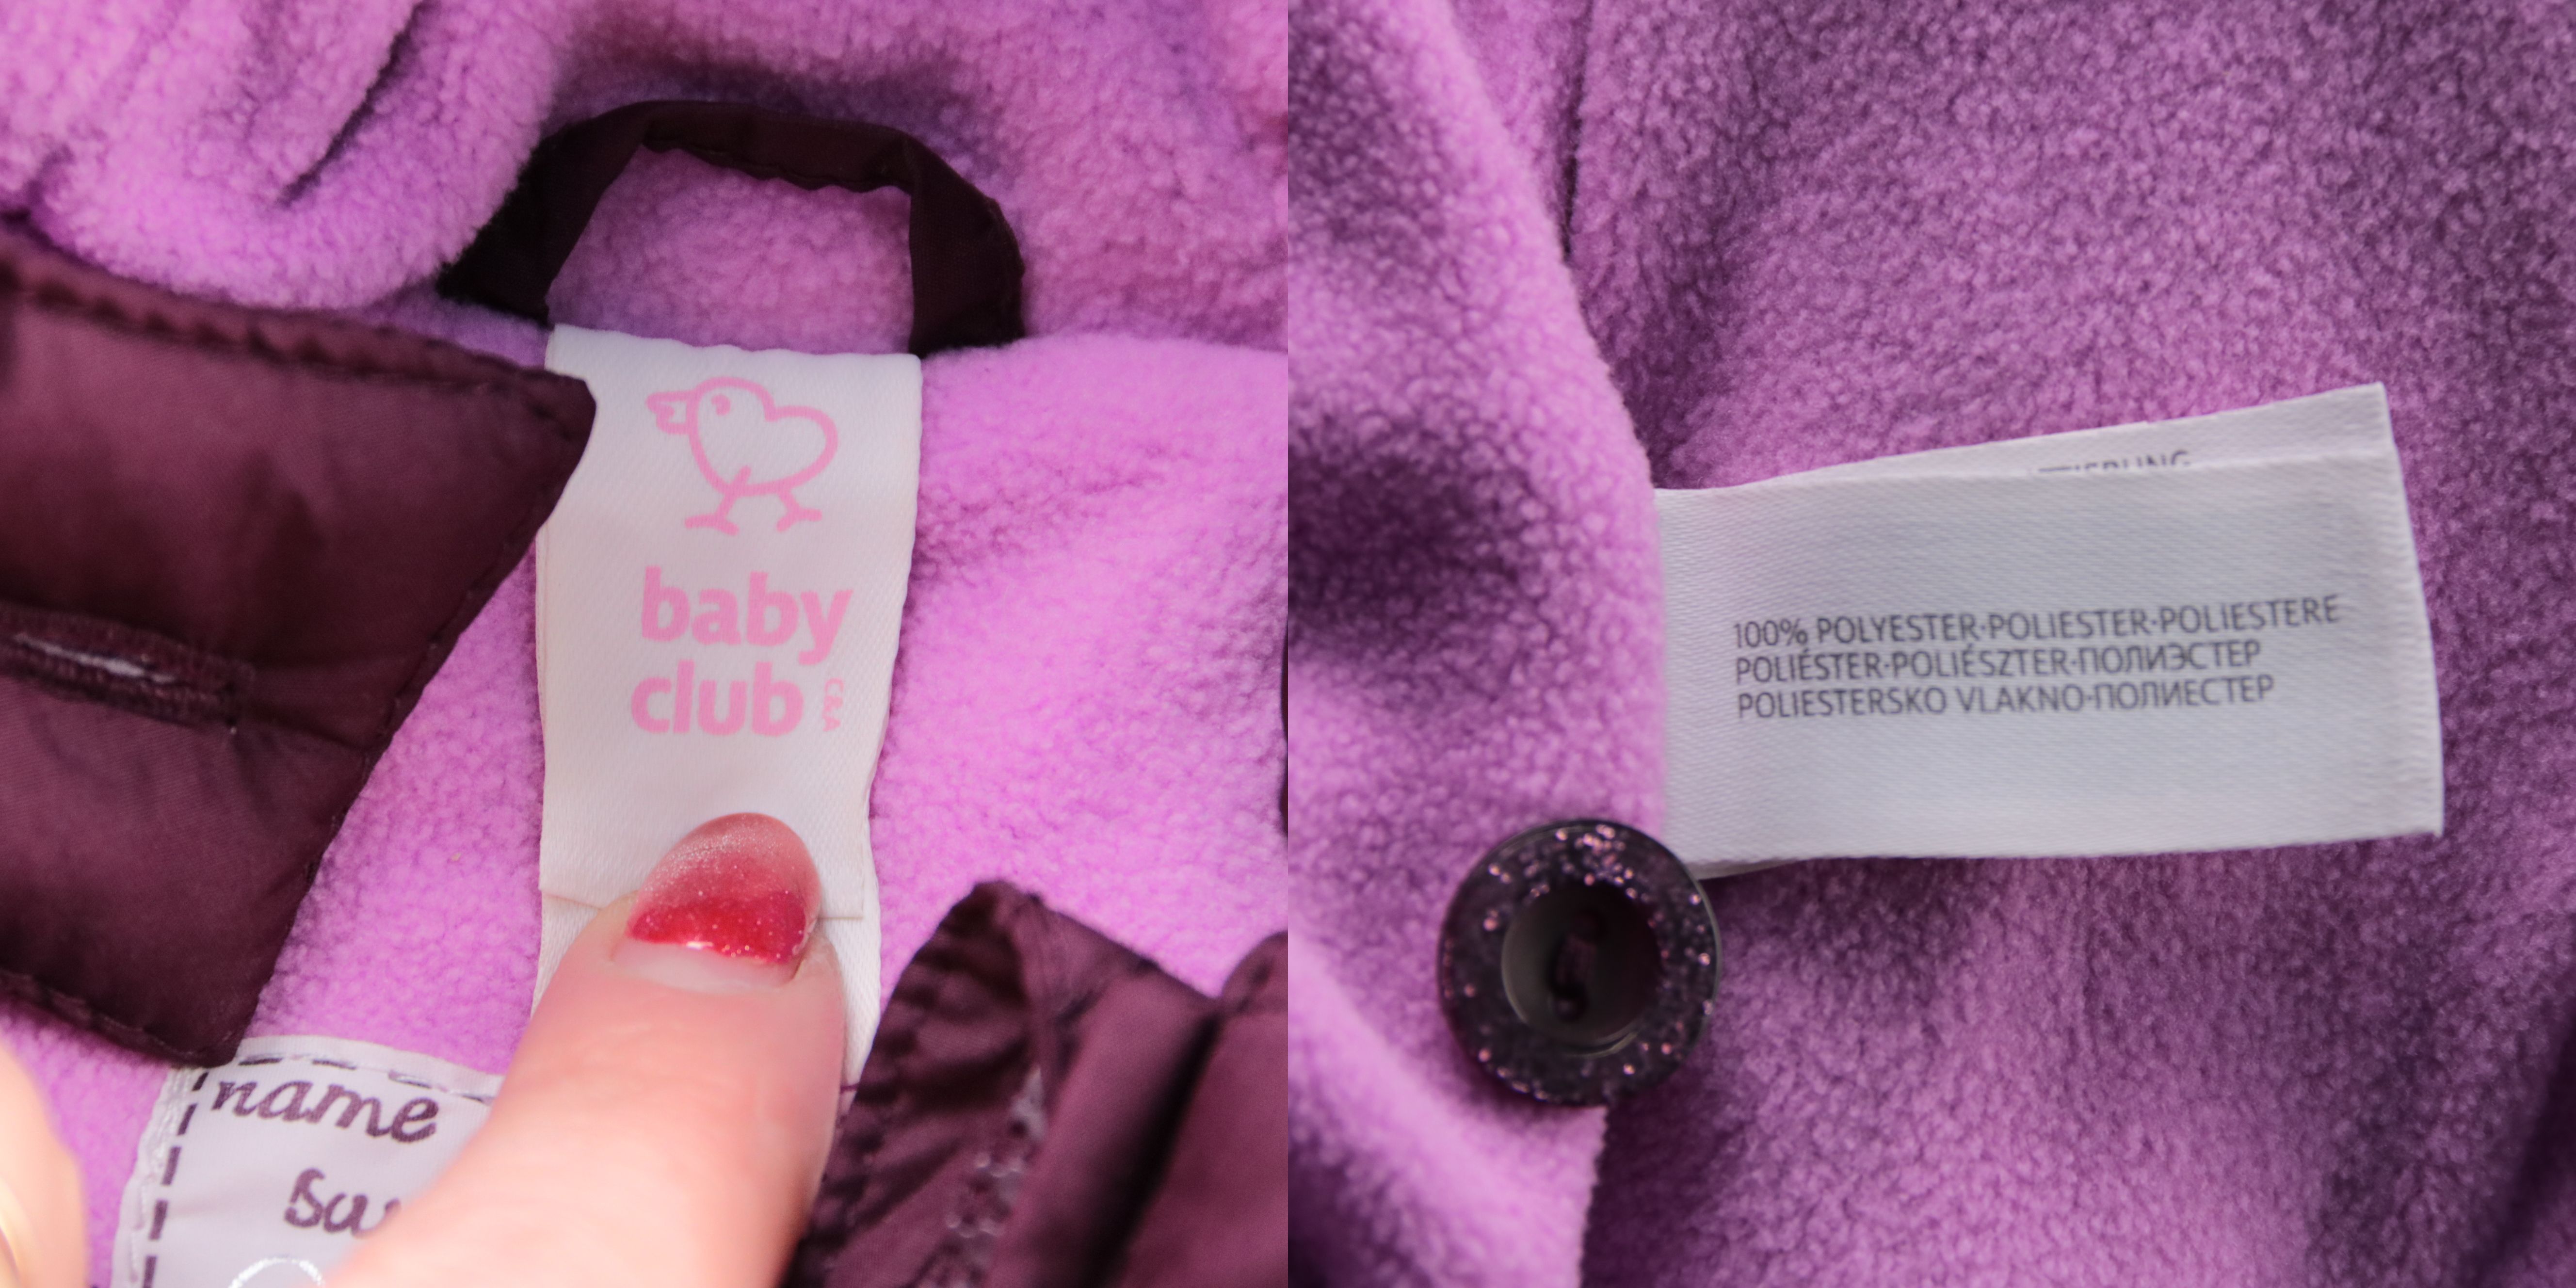 baby
club
C&A
name
100% POLYESTER·POLIESTER·POLIESTERE
POLIÉSTER·POLIÉSZTER·ПОЛИЭСТЕР
POLIESTERSKO VLAKNO·ПОЛИЕСТЕР